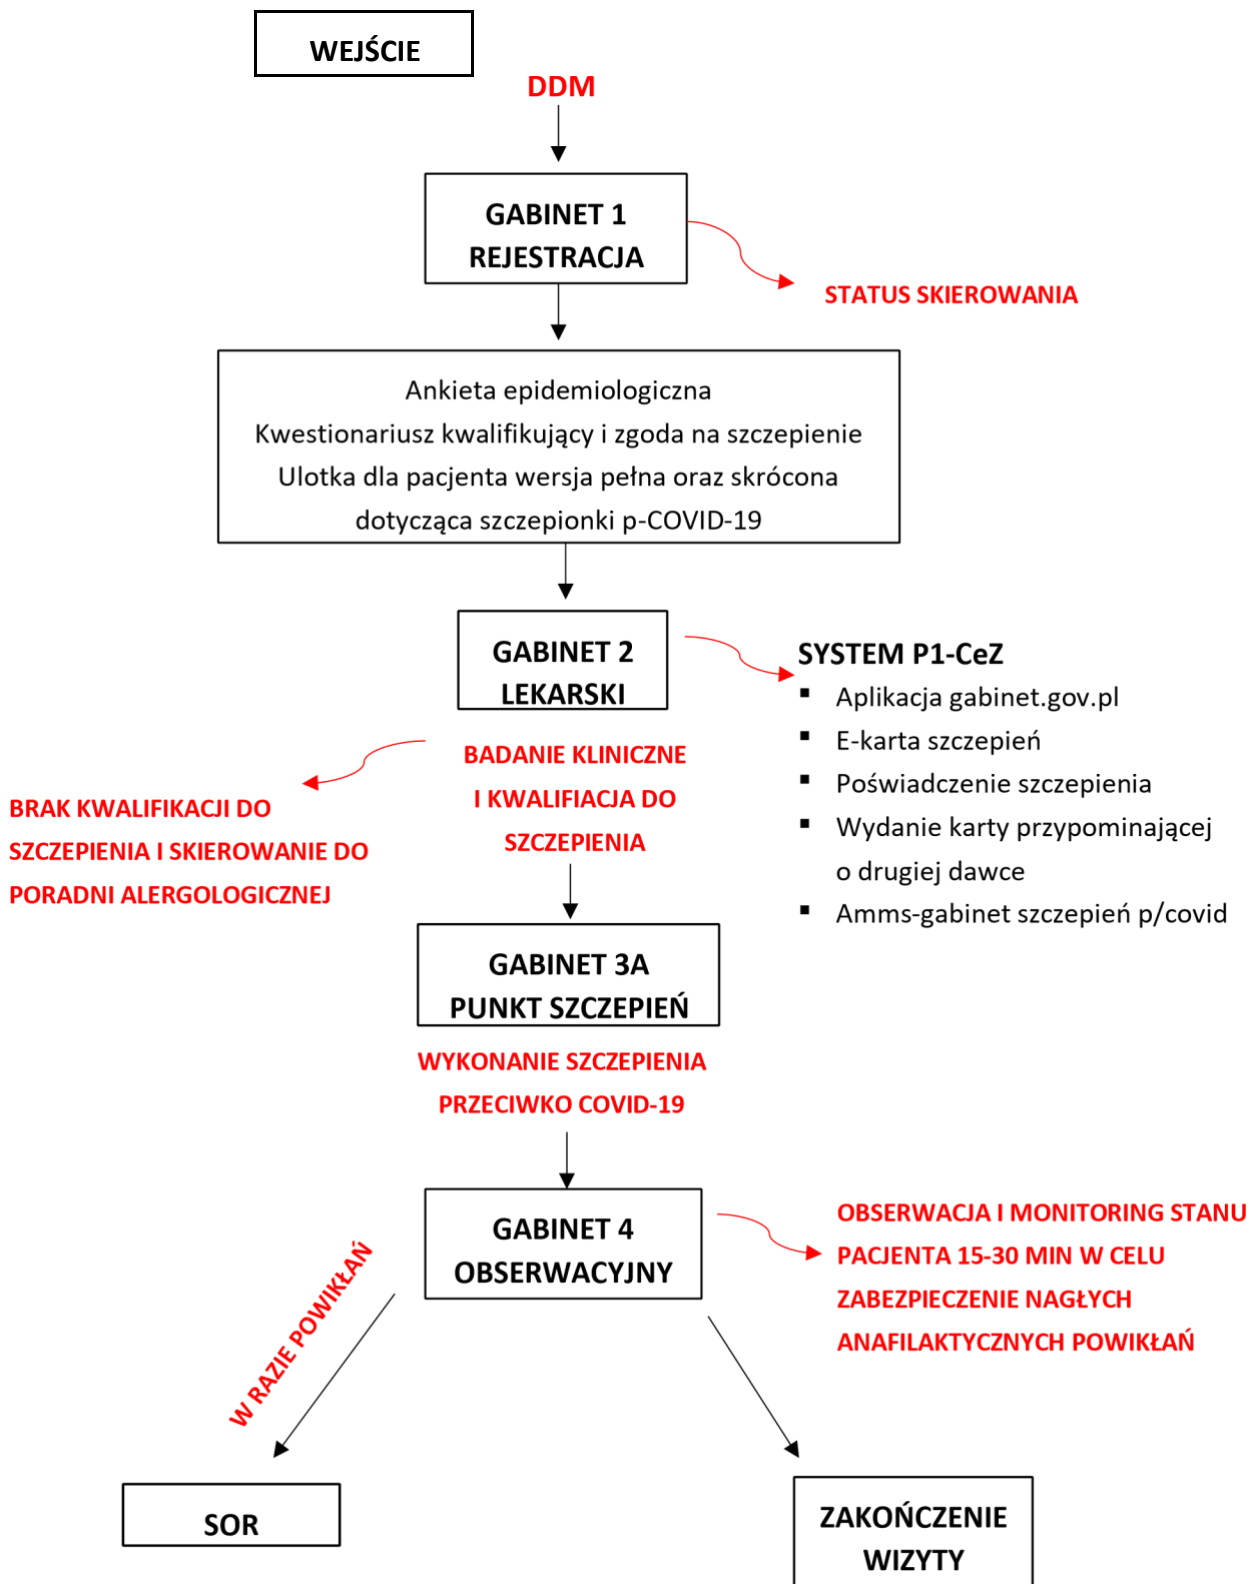 WEJŚCIE
DDM
GABINET 1
REJESTRACJA
STATUS SKIEROWANIA
Ankieta epidemiologiczna
Kwestionariusz kwalifikujący i zgoda na szczepienie
Ulotka dla pacjenta wersja pełna oraz skrócona
dotycząca szczepionki p-COVID-19
GABINET 2
LEKARSKI
SYSTEM P1-CeZ
▪ Aplikacja gabinet.gov.pl
▪ E-karta szczepień
▪ Poświadczenie szczepienia
▪ Wydanie karty przypominającej
o drugiej dawce
▪ Amms-gabinet szczepień p/covid
BADANIE KLINICZNE
I KWALIFIACJA DO
SZCZEPIENIA
BRAK KWALIFIKACJI DO
SZCZEPIENIA I SKIEROWANIE DO
PORADNI ALERGOLOGICZNEJ
GABINET 3A
PUNKT SZCZEPIEŃ
WYKONANIE SZCZEPIENIA
PRZECIWKO COVID-19
GABINET 4
OBSERWACYJNY
OBSERWACJA I MONITORING STANU
PACJENTA 15-30 MIN W CELU
ZABEZPIECZENIE NAGŁYCH
ANAFILAKTYCZNYCH POWIKŁAŃ
W RAZIE POWIKŁAŃ
SOR
ZAKOŃCZENIE
WIZYTY